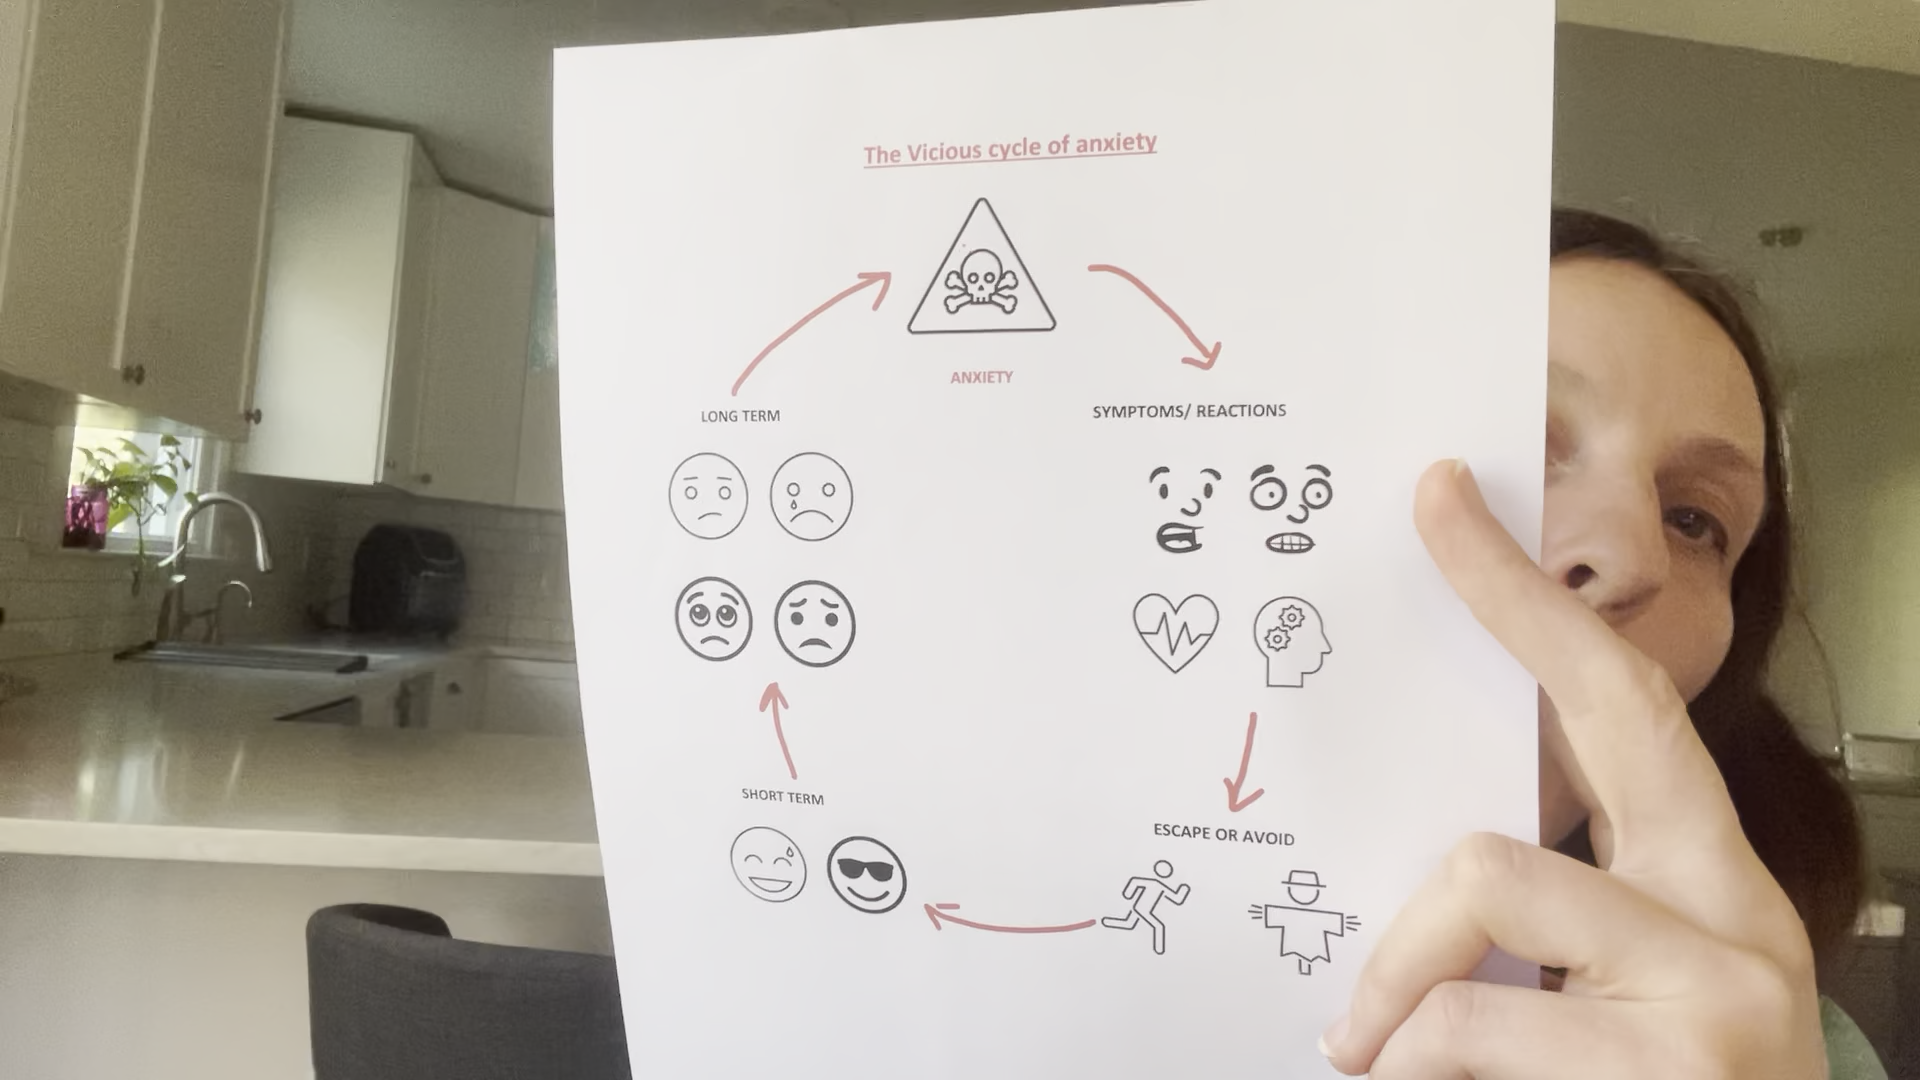 The Vicious cycle of anxiety
ANXIETY
LONG TERM
SYMPTOMS/ REACTIONS
SHORT TERM
ESCAPE OR AVOID